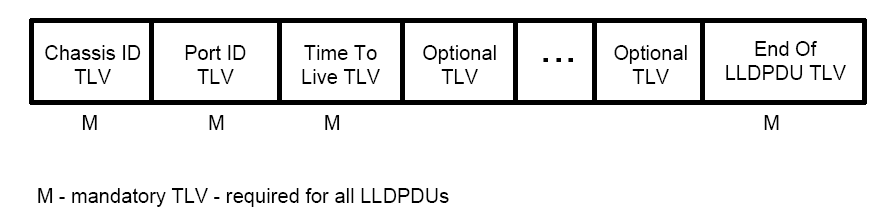 Chassis ID
TLV
Port ID
TLV
Time To
Live TLV
Optional
TLV
...
Optional
TLV
End Of
LLDPDU TLV
M
M
M
M
M - mandatory TLV - required for all LLDPDUs